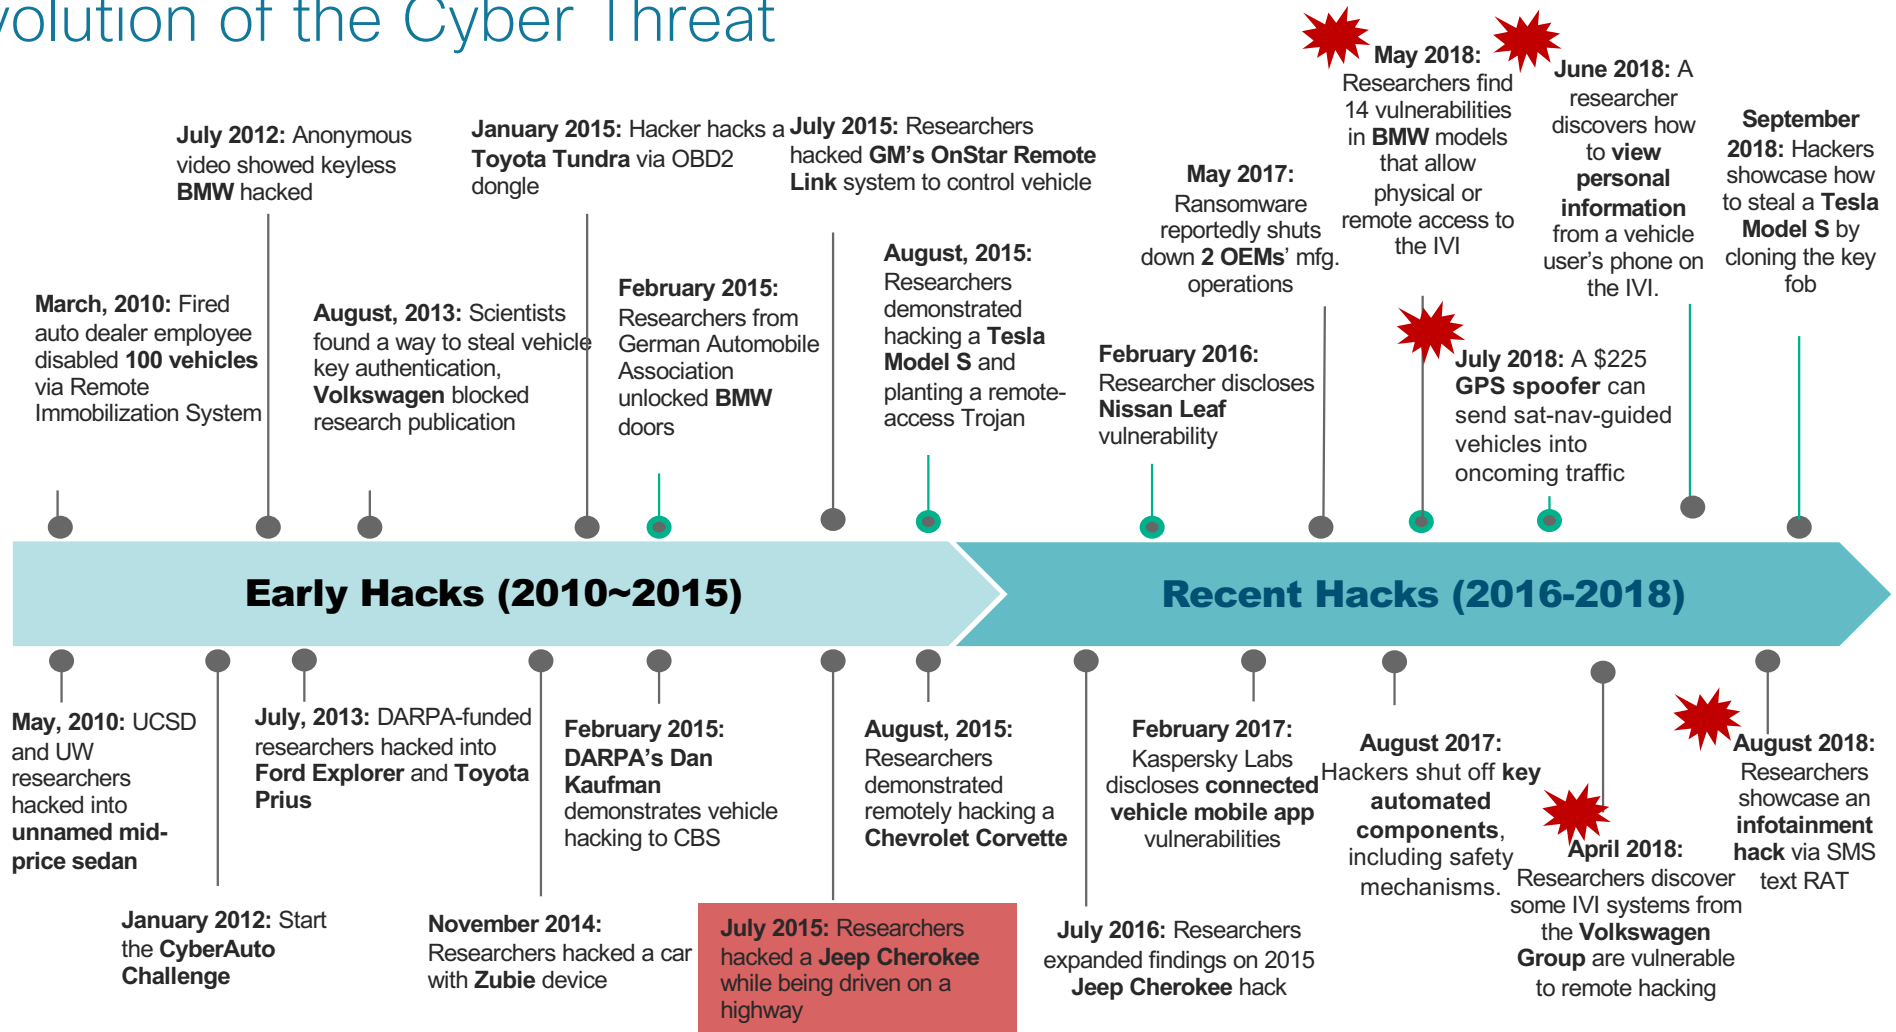 volution of the Cyber Threat
March, 2010: Fired
auto dealer employee
disabled 100 vehicles
via Remote
Immobilization System
July 2012: Anonymous
video showed keyless
BMW hacked
August, 2013: Scientists
found a way to steal vehicle
key authentication,
Volkswagen blocked
research publication
January 2015: Hacker hacks a
Toyota Tundra via OBD2
dongle
February 2015:
Researchers from
German Automobile
Association
unlocked BMW
doors
July 2015: Researchers
hacked GM's OnStar Remote
Link system to control vehicle
August, 2015:
Researchers
demonstrated
hacking a Tesla
Model S and
planting a remote-
access Trojan
February 2016:
Researcher discloses
Nissan Leaf
vulnerability
May 2017:
Ransomware
reportedly shuts
down 2 OEMs' mfg.
operations
May 2018:
Researchers find
14 vulnerabilities
in BMW models
that allow
physical or
remote access to
the IVI
July 2018: A $225
GPS spoofer can
send sat-nav-guided
vehicles into
oncoming traffic
June 2018: A
researcher
discovers how
to view
personal
information
from a vehicle
user's phone on
the IVI.
September
2018: Hackers
showcase how
to steal a Tesla
Model S by
cloning the key
fob
Early Hacks (2010~2015)
Recent Hacks (2016-2018)
May, 2010: UCSD
and UW
researchers
hacked into
unnamed mid-
price sedan
January 2012: Start
the CyberAuto
Challenge
July, 2013: DARPA-funded
researchers hacked into
Ford Explorer and Toyota
Prius
November 2014:
Researchers hacked a car
with Zubie device
February 2015:
DARPA's Dan
Kaufman
demonstrates vehicle
hacking to CBS
July 2015: Researchers
hacked a Jeep Cherokee
while being driven on a
highway
August, 2015:
Researchers
demonstrated
remotely hacking a
Chevrolet Corvette
July 2016: Researchers
expanded findings on 2015
Jeep Cherokee hack
February 2017:
Kaspersky Labs
discloses connected
vehicle mobile app
vulnerabilities
August 2017:
Hackers shut off key
automated
components,
including safety
mechanisms.
April 2018:
Researchers discover
some IVI systems from
the Volkswagen
Group are vulnerable
to remote hacking
August 2018:
Researchers
showcase an
infotainment
hack via SMS
text RAT